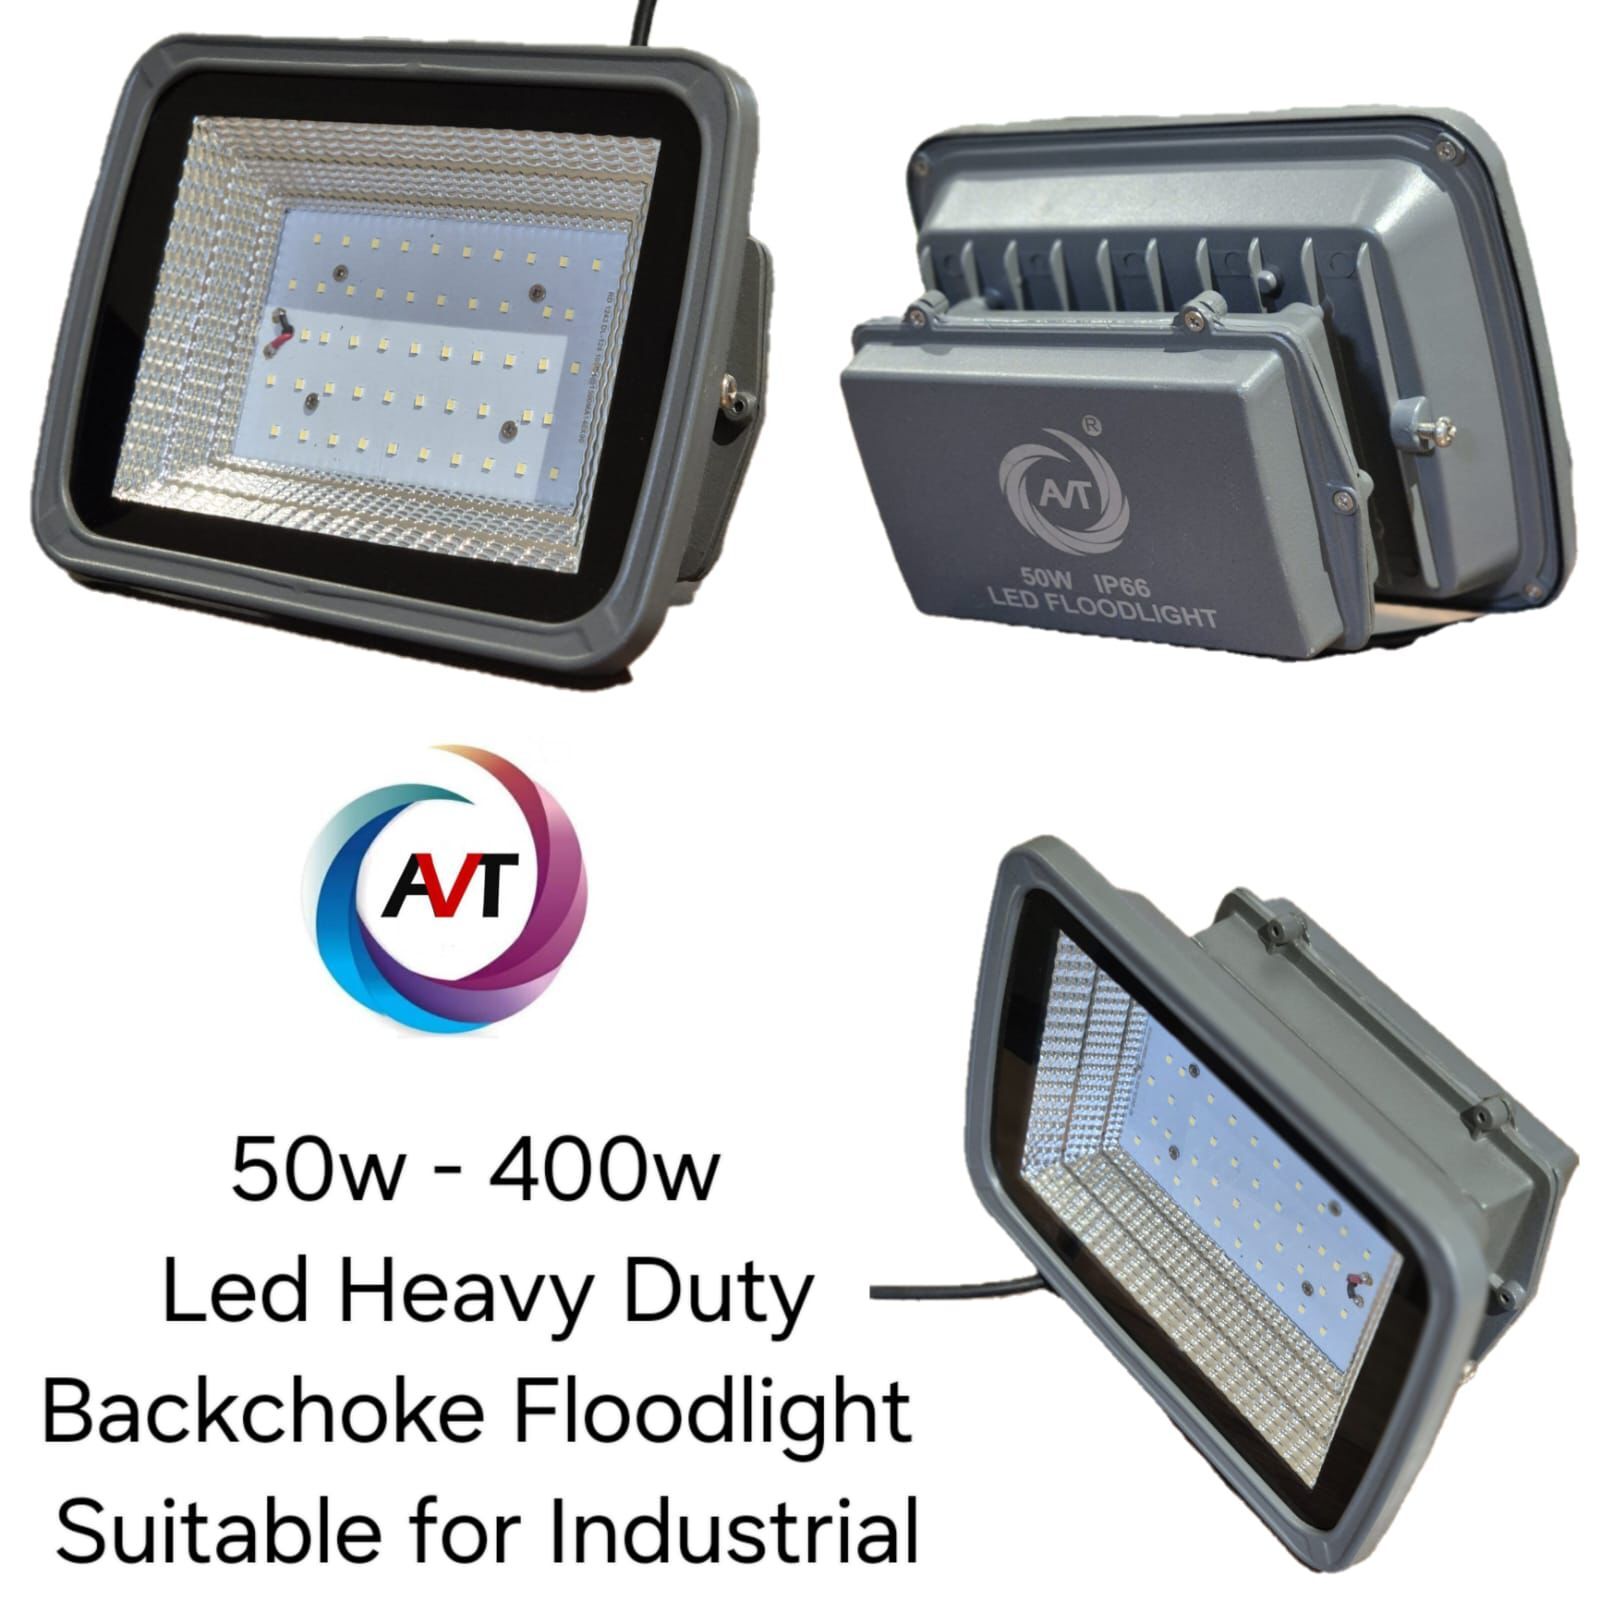 AVT
®
50W IP66
LED FLOODLIGHT
AVT
50w - 400w
Led Heavy Duty
Backchoke Floodlight
Suitable for Industrial